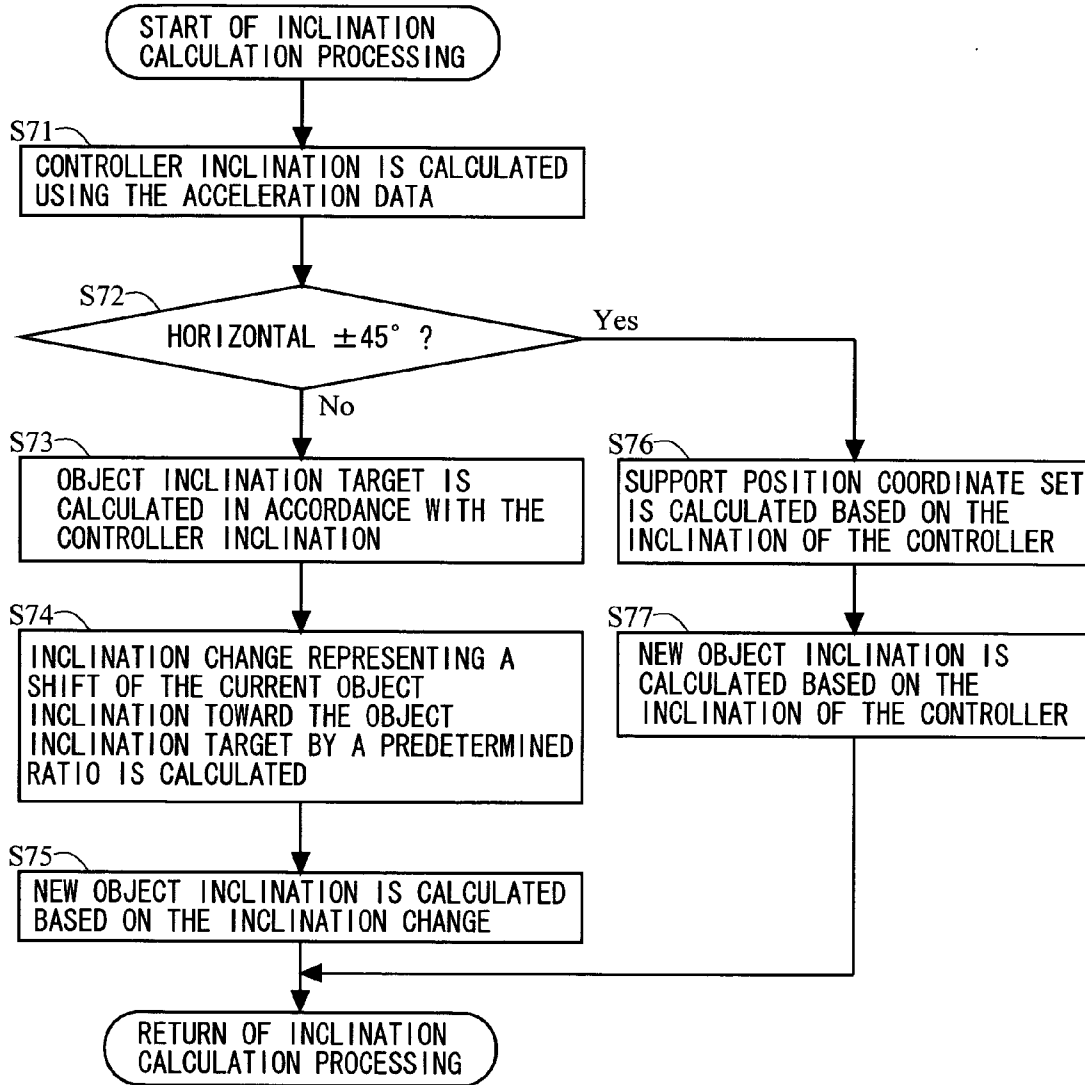 START OF INCLINATION
CALCULATION PROCESSING
S71
CONTROLLER INCLINATION IS CALCULATED
USING THE ACCELERATION DATA
S72
HORIZONTAL ±45° ?
Yes
No
S73
OBJECT INCLINATION TARGET IS
CALCULATED IN ACCORDANCE WITH THE
CONTROLLER INCLINATION
S76
SUPPORT POSITION COORDINATE SET
IS CALCULATED BASED ON THE
INCLINATION OF THE CONTROLLER
S74
INCLINATION CHANGE REPRESENTING A
SHIFT OF THE CURRENT OBJECT
INCLINATION TOWARD THE OBJECT
INCLINATION TARGET BY A PREDETERMINED
RATIO IS CALCULATED
S77
NEW OBJECT INCLINATION IS
CALCULATED BASED ON THE
INCLINATION OF THE CONTROLLER
S75
NEW OBJECT INCLINATION IS CALCULATED
BASED ON THE INCLINATION CHANGE
RETURN OF INCLINATION
CALCULATION PROCESSING